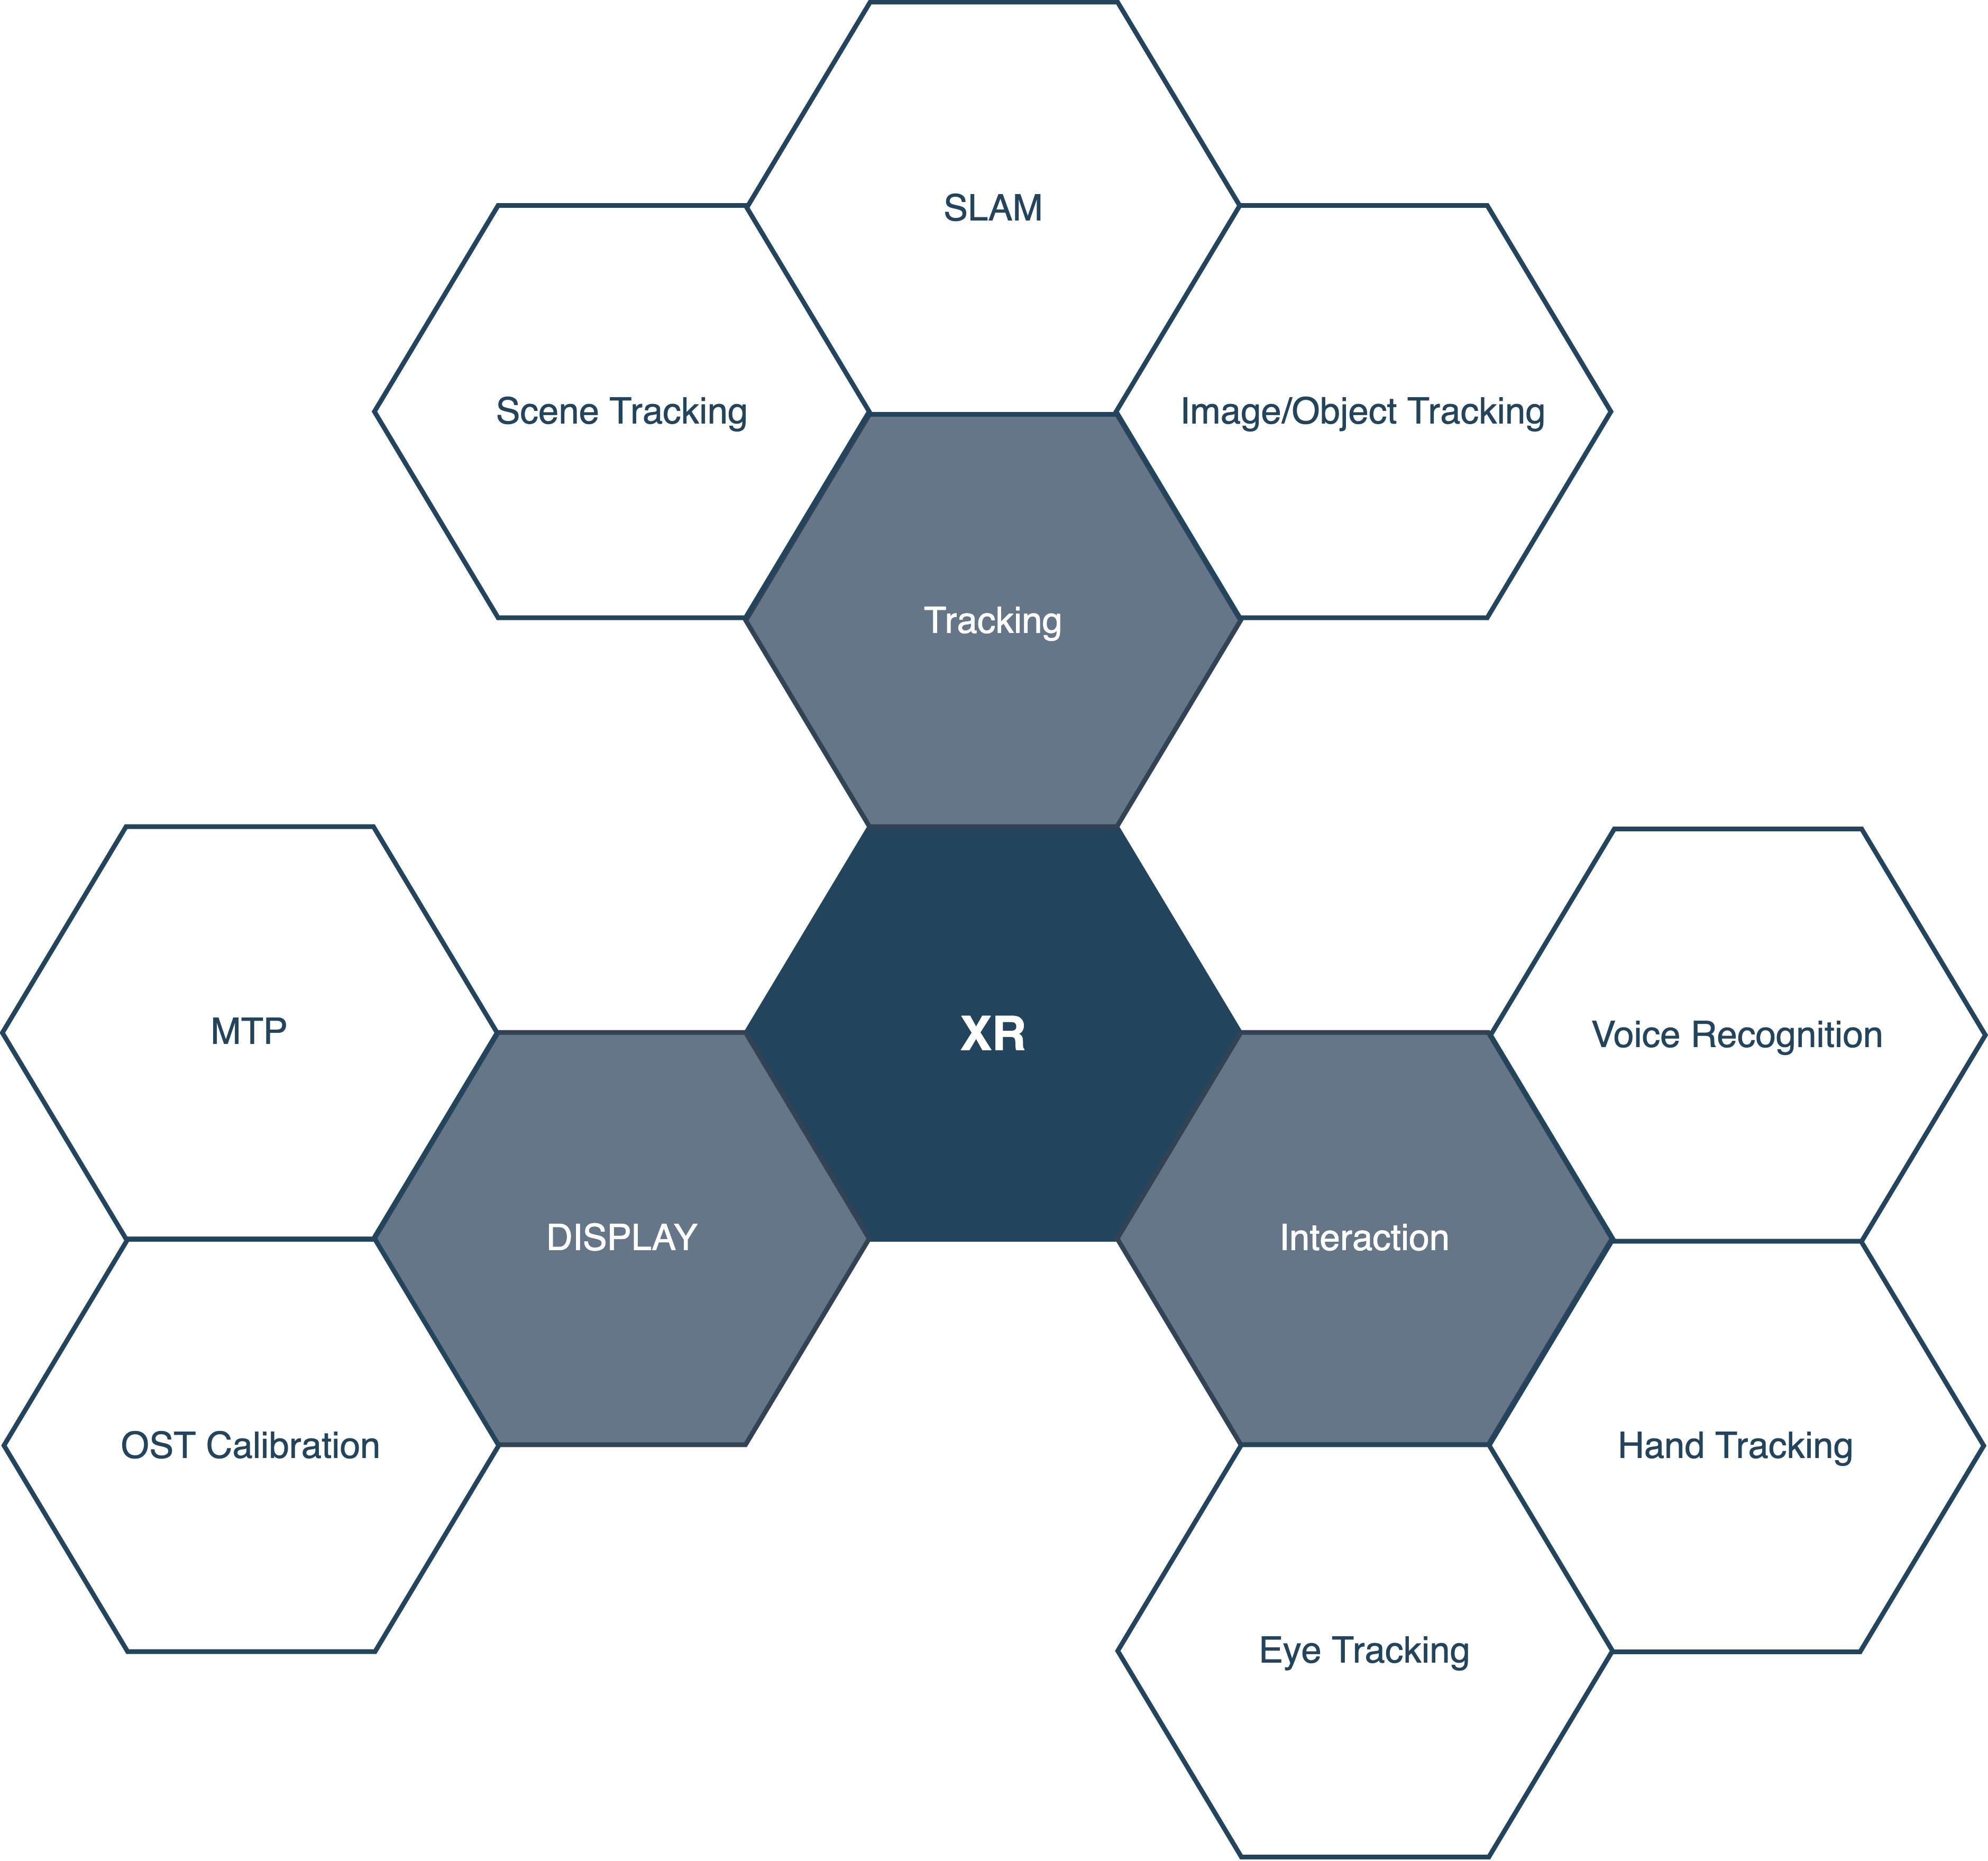 SLAM
Scene Tracking
Image/Object Tracking
Tracking
MTP
XR
Voice Recognition
DISPLAY
Interaction
OST Calibration
Hand Tracking
Eye Tracking